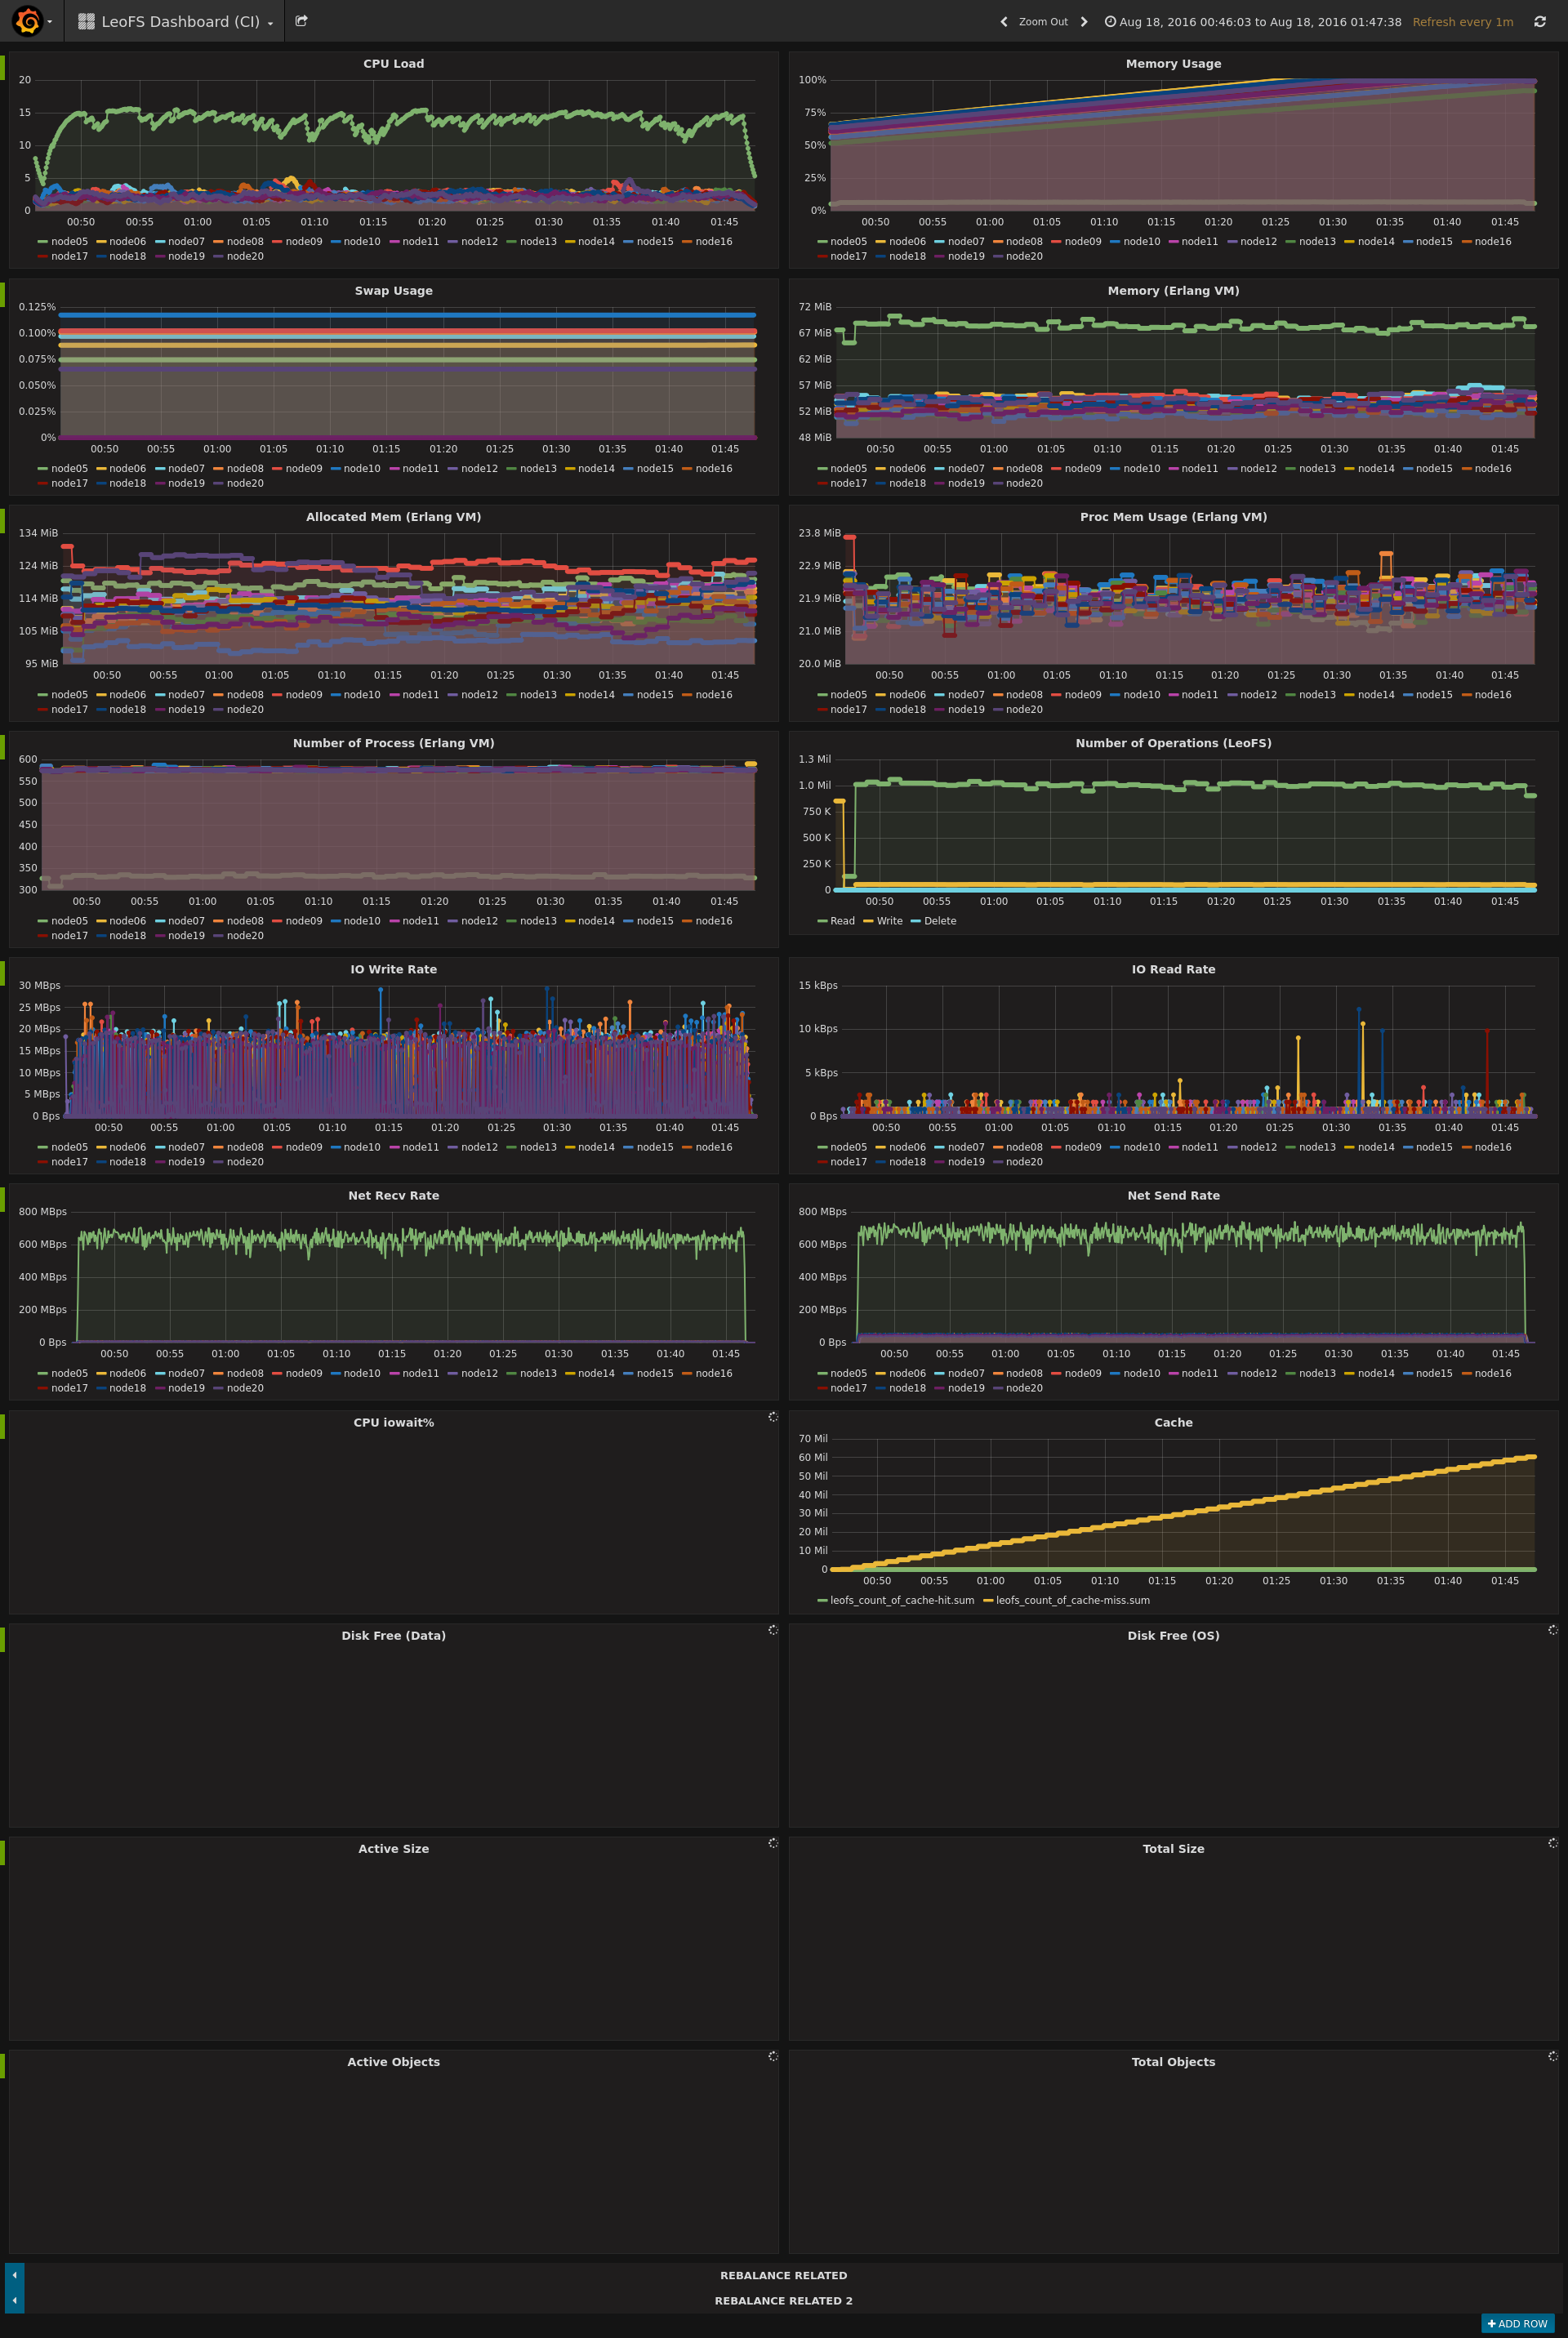 LeoFS Dashboard (CI)
Zoom Out
Aug 18, 2016 00:46:03 to Aug 18, 2016 01:47:38
Refresh every 1m
CPU Load
20
15
10
5
0
00:50 00:55 01:00 01:05 01:10 01:15 01:20 01:25 01:30 01:35 01:40 01:45
node05 node06 node07 node08 node09 node10 node11 node12 node13 node14 node15 node16
node17 node18 node19 node20
Memory Usage
100%
75%
50%
25%
0%
00:50 00:55 01:00 01:05 01:10 01:15 01:20 01:25 01:30 01:35 01:40 01:45
node05 node06 node07 node08 node09 node10 node11 node12 node13 node14 node15 node16
node17 node18 node19 node20
Swap Usage
0.125%
0.100%
0.075%
0.050%
0.025%
0%
00:50 00:55 01:00 01:05 01:10 01:15 01:20 01:25 01:30 01:35 01:40 01:45
node05 node06 node07 node08 node09 node10 node11 node12 node13 node14 node15 node16
node17 node18 node19 node20
Memory (Erlang VM)
72 MiB
67 MiB
62 MiB
57 MiB
52 MiB
48 MiB
00:50 00:55 01:00 01:05 01:10 01:15 01:20 01:25 01:30 01:35 01:40 01:45
node05 node06 node07 node08 node09 node10 node11 node12 node13 node14 node15 node16
node17 node18 node19 node20
Allocated Mem (Erlang VM)
134 MiB
124 MiB
114 MiB
105 MiB
95 MiB
00:50 00:55 01:00 01:05 01:10 01:15 01:20 01:25 01:30 01:35 01:40 01:45
node05 node06 node07 node08 node09 node10 node11 node12 node13 node14 node15 node16
node17 node18 node19 node20
Proc Mem Usage (Erlang VM)
23.8 MiB
22.9 MiB
21.9 MiB
21.0 MiB
20.0 MiB
00:50 00:55 01:00 01:05 01:10 01:15 01:20 01:25 01:30 01:35 01:40 01:45
node05 node06 node07 node08 node09 node10 node11 node12 node13 node14 node15 node16
node17 node18 node19 node20
Number of Process (Erlang VM)
600
550
500
450
400
350
300
00:50 00:55 01:00 01:05 01:10 01:15 01:20 01:25 01:30 01:35 01:40 01:45
node05 node06 node07 node08 node09 node10 node11 node12 node13 node14 node15 node16
node17 node18 node19 node20
Number of Operations (LeoFS)
1.3 Mil
1.0 Mil
750 K
500 K
250 K
0
00:50 00:55 01:00 01:05 01:10 01:15 01:20 01:25 01:30 01:35 01:40 01:45
Read Write Delete
IO Write Rate
30 MBps
25 MBps
20 MBps
15 MBps
10 MBps
5 MBps
0 Bps
00:50 00:55 01:00 01:05 01:10 01:15 01:20 01:25 01:30 01:35 01:40 01:45
node05 node06 node07 node08 node09 node10 node11 node12 node13 node14 node15 node16
node17 node18 node19 node20
IO Read Rate
15 kBps
10 kBps
5 kBps
0 Bps
00:50 00:55 01:00 01:05 01:10 01:15 01:20 01:25 01:30 01:35 01:40 01:45
node05 node06 node07 node08 node09 node10 node11 node12 node13 node14 node15 node16
node17 node18 node19 node20
Net Recv Rate
800 MBps
600 MBps
400 MBps
200 MBps
0 Bps
00:50 00:55 01:00 01:05 01:10 01:15 01:20 01:25 01:30 01:35 01:40 01:45
node05 node06 node07 node08 node09 node10 node11 node12 node13 node14 node15 node16
node17 node18 node19 node20
Net Send Rate
800 MBps
600 MBps
400 MBps
200 MBps
0 Bps
00:50 00:55 01:00 01:05 01:10 01:15 01:20 01:25 01:30 01:35 01:40 01:45
node05 node06 node07 node08 node09 node10 node11 node12 node13 node14 node15 node16
node17 node18 node19 node20
CPU iowait%
Cache
70 Mil
60 Mil
50 Mil
40 Mil
30 Mil
20 Mil
10 Mil
0
00:50 00:55 01:00 01:05 01:10 01:15 01:20 01:25 01:30 01:35 01:40 01:45
leofs_count_of_cache-hit.sum leofs_count_of_cache-miss.sum
Disk Free (Data)
Disk Free (OS)
Active Size
Total Size
Active Objects
Total Objects
REBALANCE RELATED
REBALANCE RELATED 2
ADD ROW